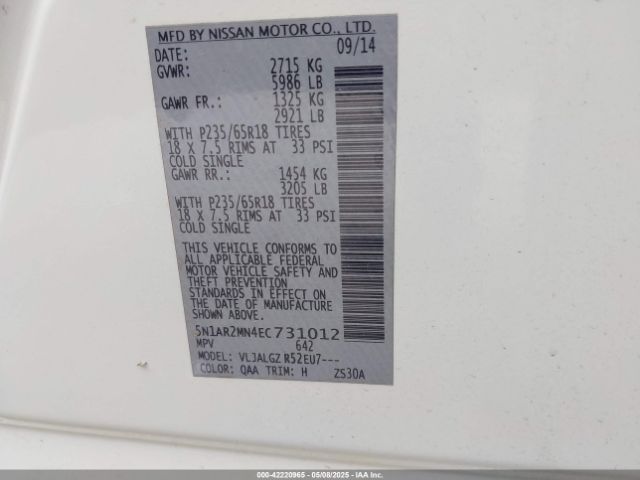 MFD BY NISSAN MOTOR CO., LTD.
DATE: 09/14
GVWR: 2715 KG
5986 LB
GAWR FR.: 1325 KG
2921 LB
WITH P235/65R18 TIRES
18 X 7.5 RIMS AT 33 PSI
COLD SINGLE
GAWR RR.: 1454 KG
3205 LB
WITH P235/65R18 TIRES
18 X 7.5 RIMS AT 33 PSI
COLD SINGLE
THIS VEHICLE CONFORMS TO
ALL APPLICABLE FEDERAL
MOTOR VEHICLE SAFETY AND
THEFT PREVENTION
STANDARDS IN EFFECT ON
THE DATE OF MANUFACTURE
SHOWN ABOVE.
5N1AR2MN4EC731012
MPV 642
MODEL: VLJALGZ R52EU7---
COLOR: QAA TRIM: H ZS30A
000-42220965 05/08/2025 IAAI.com